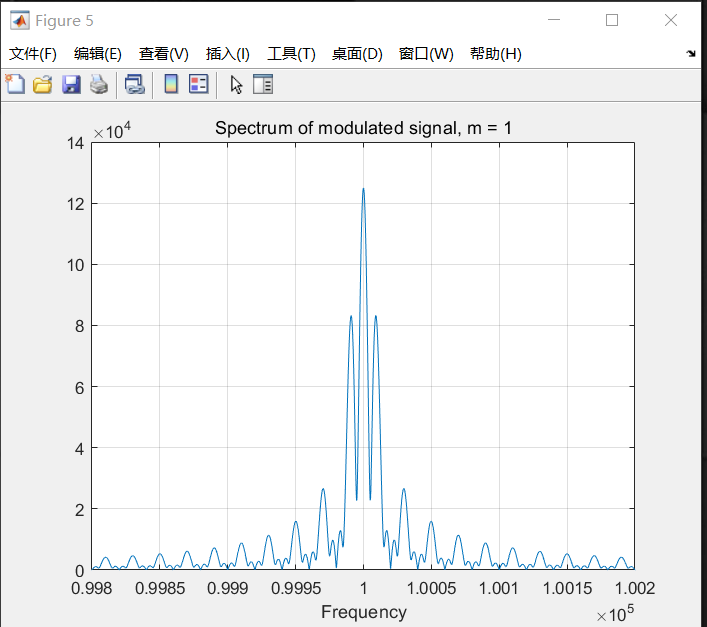 Figure 5
文件(F) 编辑(E) 查看(V) 插入(I) 工具(T) 桌面(D) 窗口(W) 帮助(H)
×10⁴
Spectrum of modulated signal, m = 1
14
12
10
8
6
4
2
0
0.998 0.9985 0.999 0.9995 1 1.0005 1.001 1.0015 1.002
Frequency
×10⁵